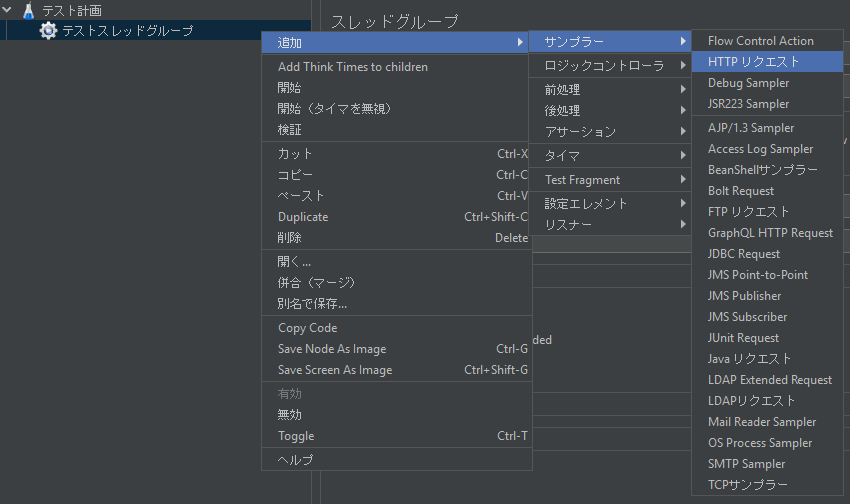 テスト計画
テストスレッドグループ
スレッドグループ
追加
Add Think Times to children
開始
開始（タイマを無視）
検証
カット Ctrl-X
コピー Ctrl-C
ペースト Ctrl-V
Duplicate Ctrl+Shift-C
削除 Delete
開く...
併合（マージ）
別名で保存...
Copy Code
Save Node As Image Ctrl-G
Save Screen As Image Ctrl+Shift-G
有効
無効
Toggle Ctrl-T
ヘルプ
サンプラー
ロジックコントローラ
前処理
後処理
アサーション
タイマ
Test Fragment
設定エレメント
リスナー
ded
Flow Control Action
HTTP リクエスト
Debug Sampler
JSR223 Sampler
AJP/1.3 Sampler
Access Log Sampler
BeanShellサンプラー
Bolt Request
FTP リクエスト
GraphQL HTTP Request
JDBC Request
JMS Point-to-Point
JMS Publisher
JMS Subscriber
JUnit Request
Java リクエスト
LDAP Extended Request
LDAPリクエスト
Mail Reader Sampler
OS Process Sampler
SMTP Sampler
TCPサンプラー